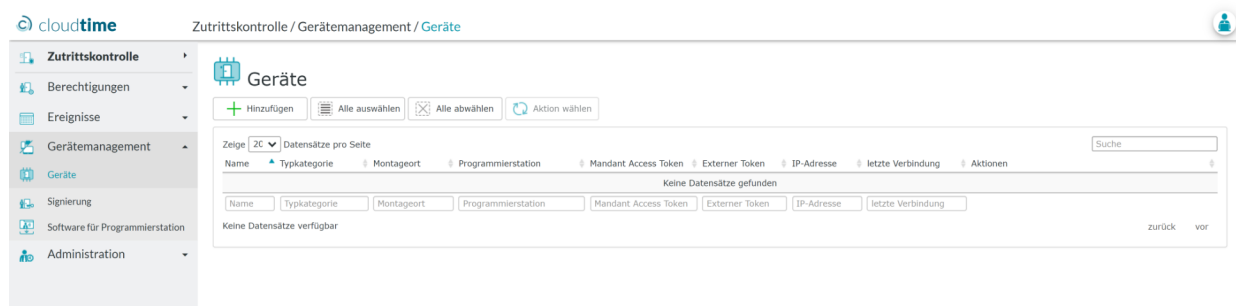 cloudtime
Zutrittskontrolle / Gerätemanagement / Geräte
Zutrittskontrolle
Berechtigungen
Ereignisse
Gerätemanagement
Geräte
Signierung
Software für Programmierstation
Administration
Geräte
Hinzufügen Alle auswählen Alle abwählen Aktion wählen
Zeige 20 Datensätze pro Seite Suche
Name Typkategorie Montageort Programmierstation Mandant Access Token Externer Token IP-Adresse letzte Verbindung Aktionen
Keine Datensätze gefunden
Name Typkategorie Montageort Programmierstation Mandant Access Token Externer Token IP-Adresse letzte Verbindung
Keine Datensätze verfügbar zurück vor